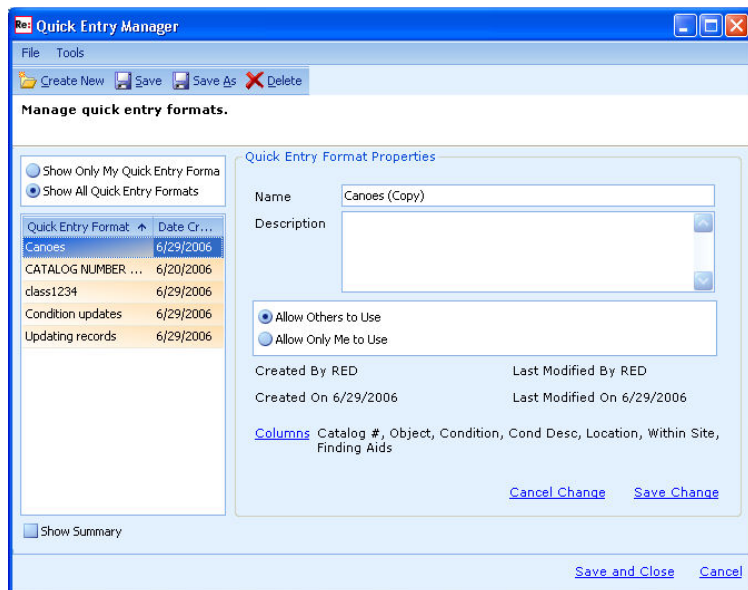 Re: Quick Entry Manager
File Tools
Create New Save Save As Delete
Manage quick entry formats.
Show Only My Quick Entry Forma
Show All Quick Entry Formats
Quick Entry Format Date Cr...
Canoes 6/29/2006
CATALOG NUMBER ... 6/20/2006
class1234 6/29/2006
Condition updates 6/29/2006
Updating records 6/29/2006
Show Summary
Quick Entry Format Properties
Name Canoes (Copy)
Description
Allow Others to Use
Allow Only Me to Use
Created By RED Last Modified By RED
Created On 6/29/2006 Last Modified On 6/29/2006
Columns Catalog #, Object, Condition, Cond Desc, Location, Within Site,
Finding Aids
Cancel Change Save Change
Save and Close Cancel